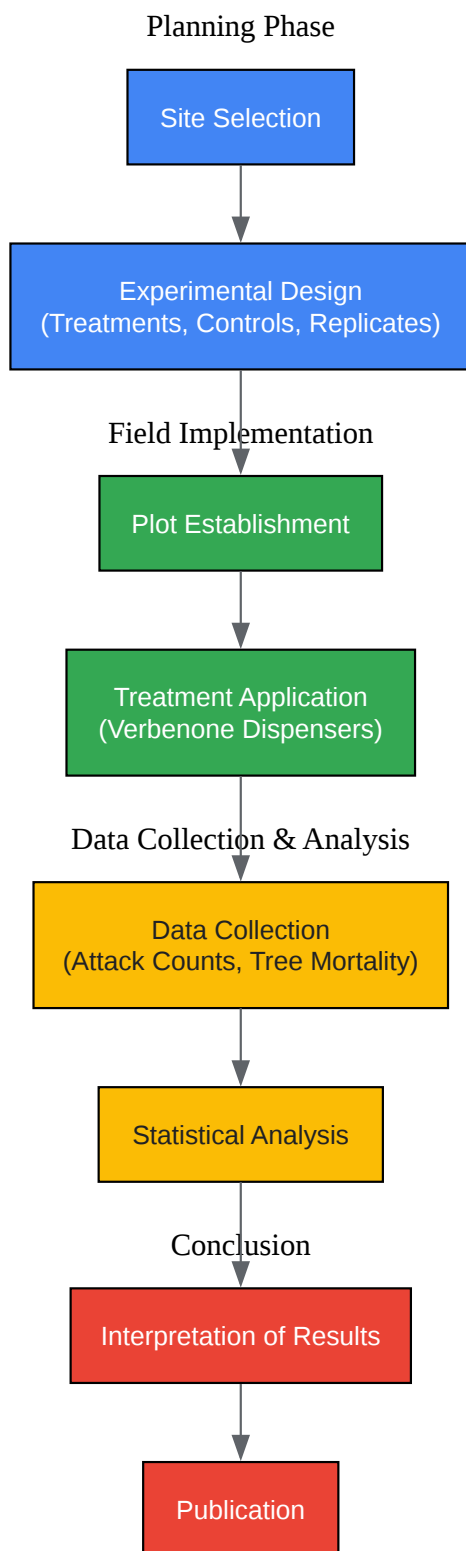 Planning Phase
Site Selection
Experimental Design
(Treatments, Controls, Replicates)
Field Implementation
Plot Establishment
Treatment Application
(Verbenone Dispensers)
Data Collection & Analysis
Data Collection
(Attack Counts, Tree Mortality)
Statistical Analysis
Conclusion
Interpretation of Results
Publication